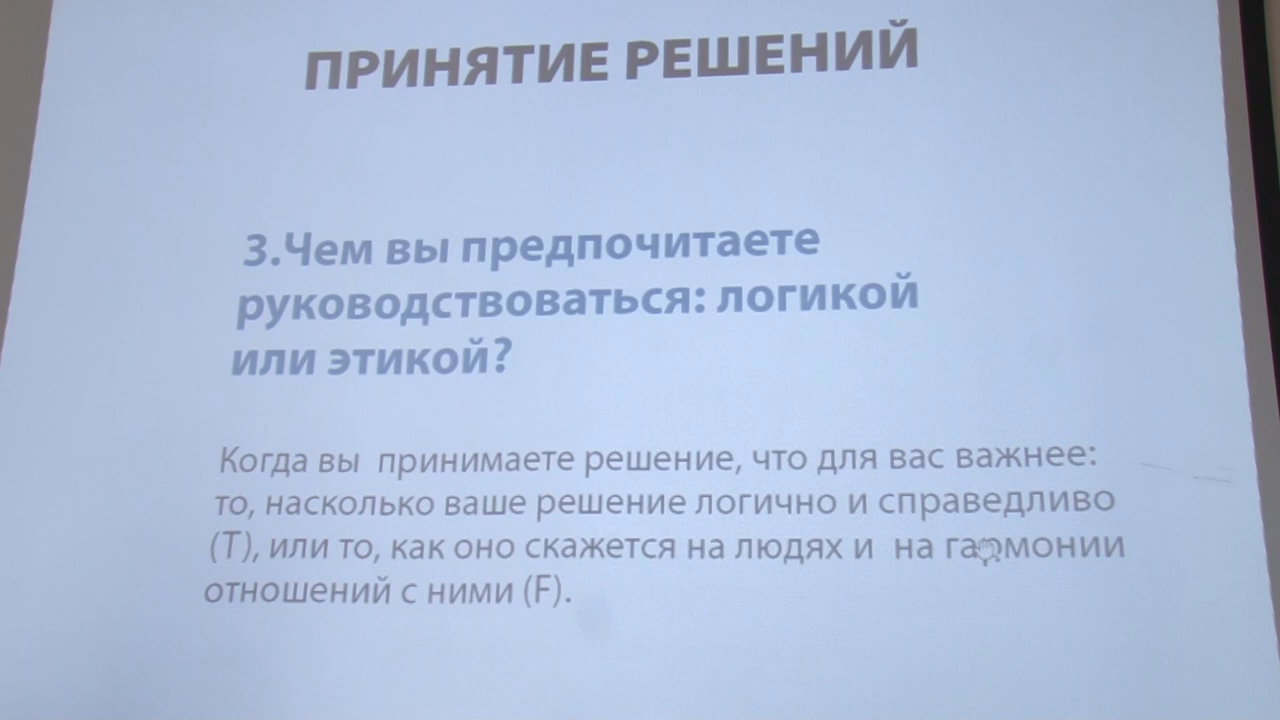 ПРИНЯТИЕ РЕШЕНИЙ
3.Чем вы предпочитаете
руководствоваться: логикой
или этикой?
Когда вы принимаете решение, что для вас важнее:
то, насколько ваше решение логично и справедливо
(T), или то, как оно скажется на людях и на гармонии
отношений с ними (F).